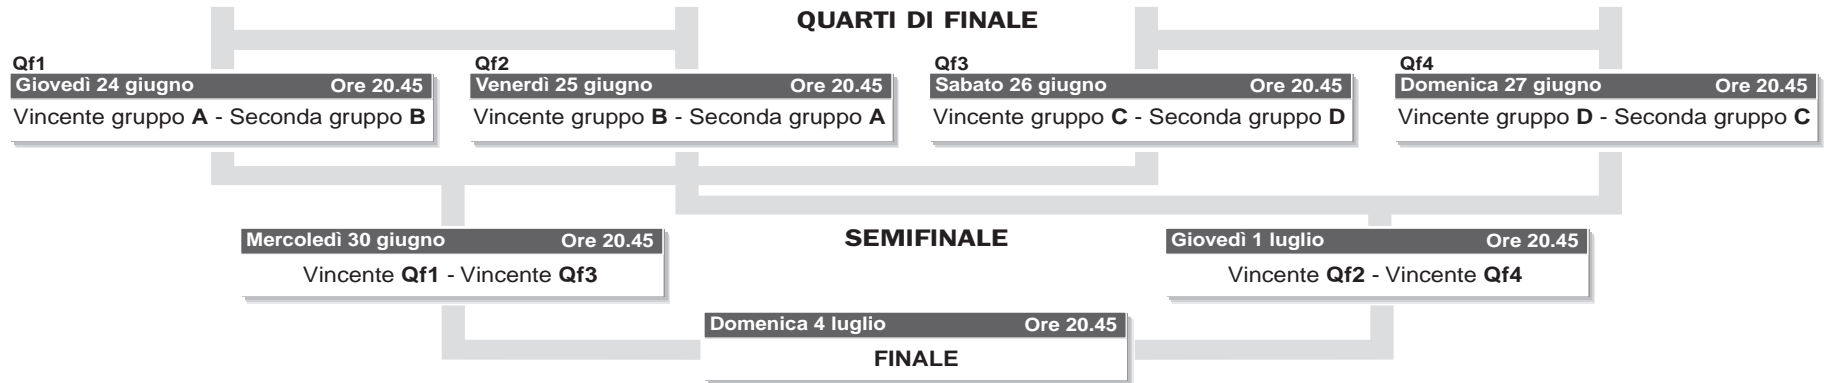 QUARTI DI FINALE
Qf1
Giovedì 24 giugno Ore 20.45
Vincente gruppo A - Seconda gruppo B
Qf2
Venerdì 25 giugno Ore 20.45
Vincente gruppo B - Seconda gruppo A
Qf3
Sabato 26 giugno Ore 20.45
Vincente gruppo C - Seconda gruppo D
Qf4
Domenica 27 giugno Ore 20.45
Vincente gruppo D - Seconda gruppo C
SEMIFINALE
Mercoledì 30 giugno Ore 20.45
Vincente Qf1 - Vincente Qf3
Giovedì 1 luglio Ore 20.45
Vincente Qf2 - Vincente Qf4
Domenica 4 luglio Ore 20.45
FINALE